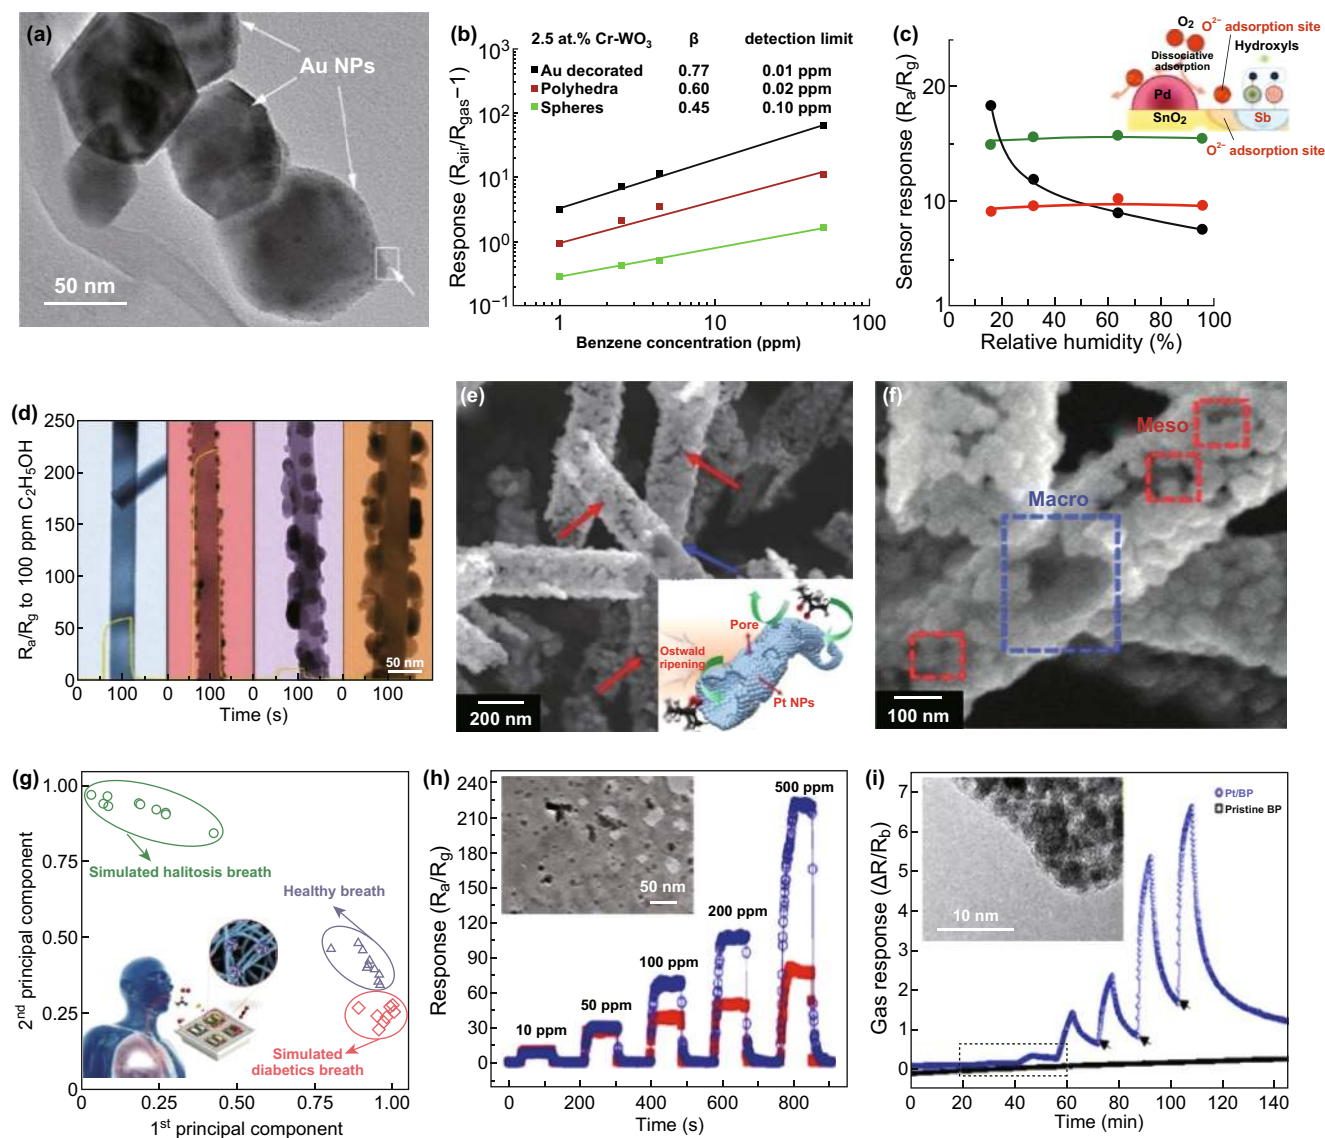 (a)
Au NPs
50 nm
(b)
2.5 at.% Cr-WO₃ β detection limit
Au decorated 0.77 0.01 ppm
Polyhedra 0.60 0.02 ppm
Spheres 0.45 0.10 ppm
10³
10²
10¹
10⁰
10⁻¹
Response (Rair/Rgas−1)
1 10 100
Benzene concentration (ppm)
(c)
O₂
O²⁻ adsorption site
Hydroxyls
Dissociative
adsorption
Pd
SnO₂
Sb
O²⁻ adsorption site
20
10
1
Sensor response (Ra/Rg)
0 20 40 60 80 100
Relative humidity (%)
(d)
250
200
150
100
50
0
Ra/Rg to 100 ppm C₂H₅OH
50 nm
0 100 0 100 0 100 0 100
Time (s)
(e)
Pore
Ostwald
ripening
Pt NPs
200 nm
(f)
Meso
Macro
100 nm
(g)
1.00
0.75
0.50
0.25
0
2nd principal component
Simulated halitosis breath
Healthy breath
Simulated
diabetics breath
0 0.25 0.50 0.75 1.00
1st principal component
(h)
240
210
180
150
120
90
60
30
0
Response (Ra/Rg)
50 nm
500 ppm
200 ppm
100 ppm
50 ppm
10 ppm
0 200 400 600 800
Time (s)
(i)
7
6
5
4
3
2
1
0
Gas response (ΔR/Rb)
Pt/BP
Pristine BP
10 nm
0 20 40 60 80 100 120 140
Time (min)